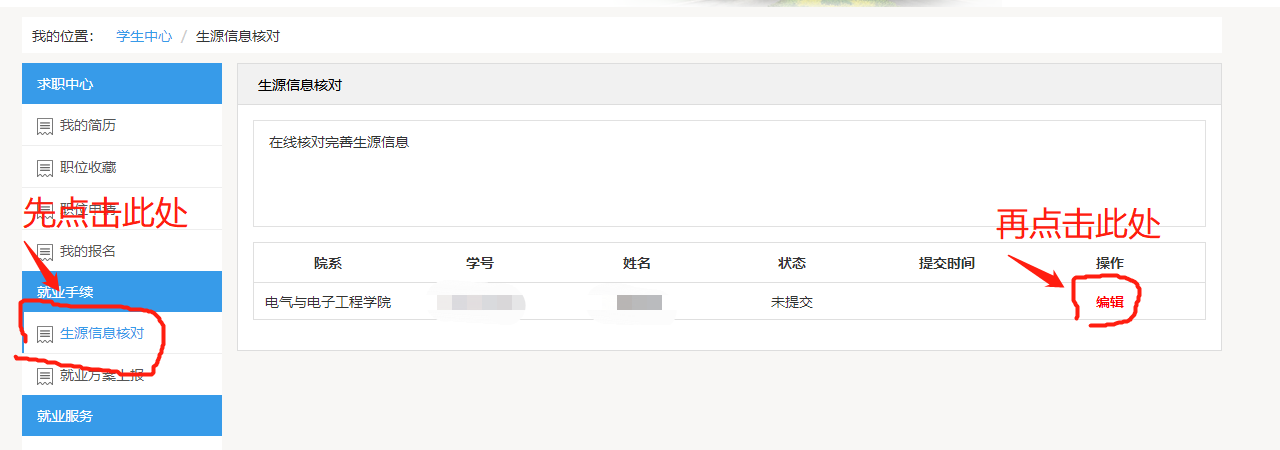 我的位置： 学生中心 / 生源信息核对
求职中心
我的简历
职位收藏
职位申请
先点击此处
我的报名
就业手续
生源信息核对
就业方案上报
就业服务
生源信息核对
在线核对完善生源信息
再点击此处
院系 学号 姓名 状态 提交时间 操作
电气与电子工程学院 未提交 编辑